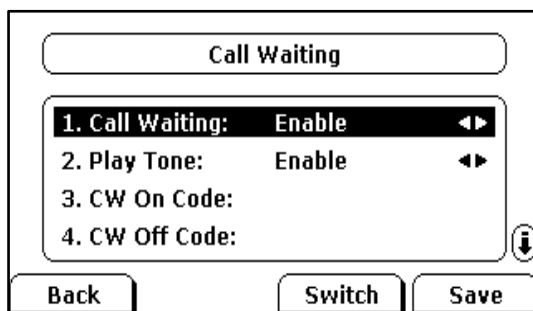 Call Waiting
1. Call Waiting: Enable
2. Play Tone: Enable
3. CW On Code:
4. CW Off Code:
Back Switch Save